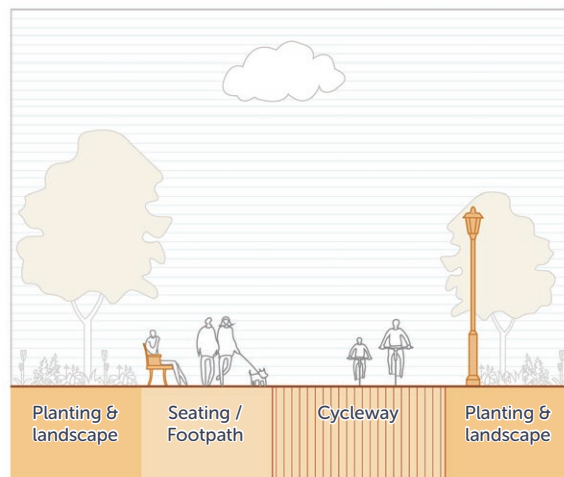 Planting &
landscape
Seating /
Footpath
Cycleway
Planting &
landscape